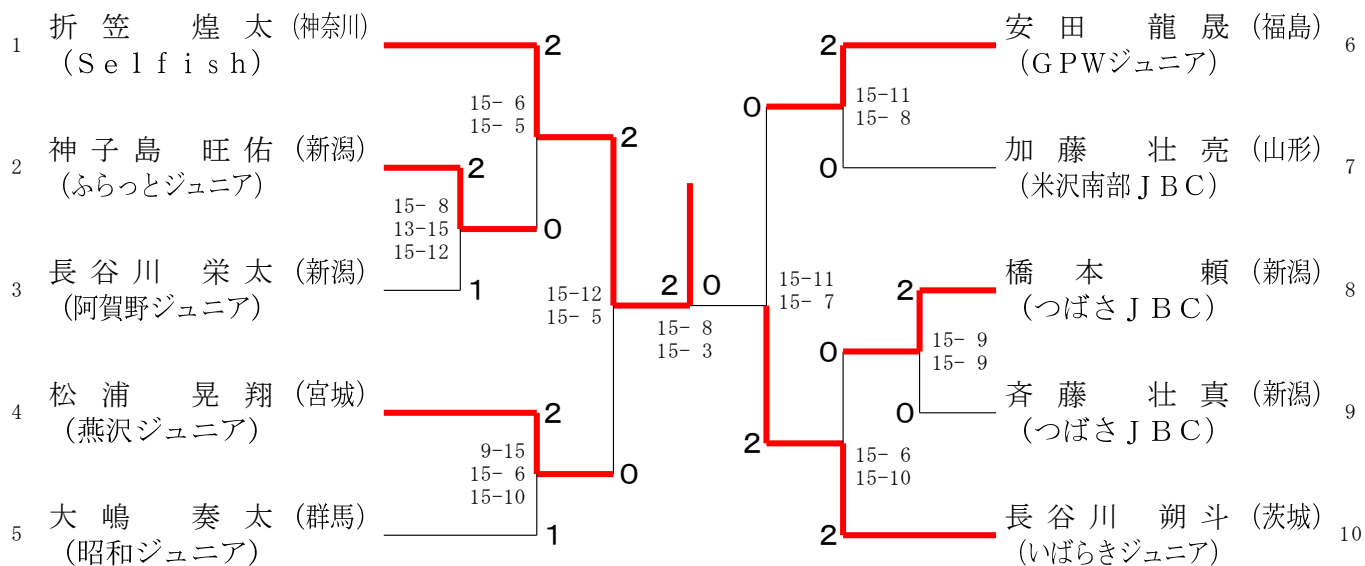 1 折笠 煌太 (神奈川)
(Ｓｅｌｆｉｓｈ)
2 神子島 旺佑 (新潟)
(ふらっとジュニア)
3 長谷川 栄太 (新潟)
(阿賀野ジュニア)
4 松浦 晃翔 (宮城)
(燕沢ジュニア)
5 大嶋 奏太 (群馬)
(昭和ジュニア)
2
15- 6
15- 5
0
2
15- 8
13-15
15-12
1
2
15-12
15- 5
0
2
9-15
15- 6
15-10
1
2 0
15- 8
15- 3
0
15-11
15- 7
2
2
15-11
15- 8
0
0
15- 6
15-10
2
2
15- 9
15- 9
0
安田 龍晟 (福島) 6
(ＧＰＷジュニア)
加藤 壮亮 (山形) 7
(米沢南部ＪＢＣ)
橋本 頼 (新潟) 8
(つばさＪＢＣ)
斉藤 壮真 (新潟) 9
(つばさＪＢＣ)
長谷川 朔斗 (茨城) 10
(いばらきジュニア)